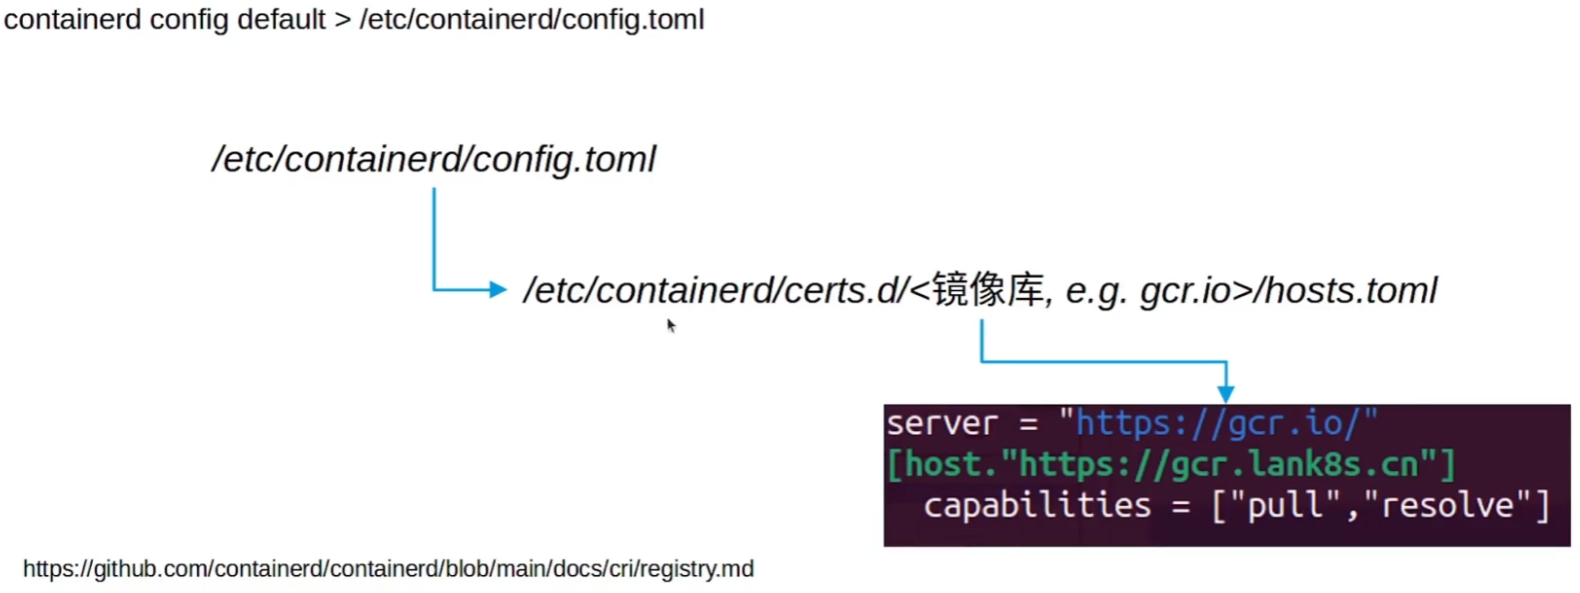 containerd config default > /etc/containerd/config.toml
/etc/containerd/config.toml
/etc/containerd/certs.d/<镜像库, e.g. gcr.io>/hosts.toml
server = "https://gcr.io/"
[host."https://gcr.lank8s.cn"]
  capabilities = ["pull","resolve"]
https://github.com/containerd/containerd/blob/main/docs/cri/registry.md